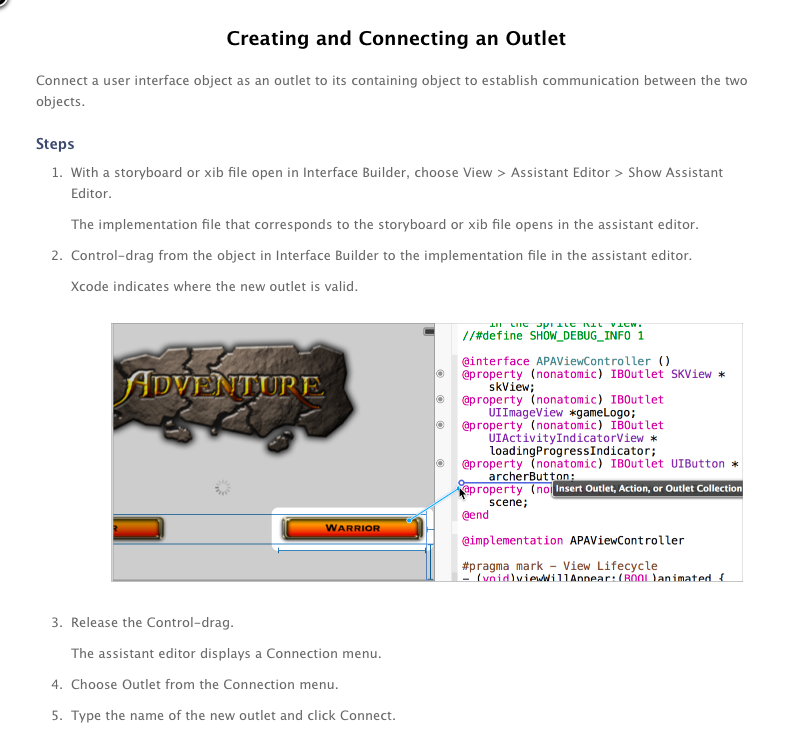 Creating and Connecting an Outlet
Connect a user interface object as an outlet to its containing object to establish communication between the two
objects.
Steps
1. With a storyboard or xib file open in Interface Builder, choose View > Assistant Editor > Show Assistant
Editor.
The implementation file that corresponds to the storyboard or xib file opens in the assistant editor.
2. Control-drag from the object in Interface Builder to the implementation file in the assistant editor.
Xcode indicates where the new outlet is valid.
ADVENTURE
R
WARRIOR
in the Sprite Kit view.
//#define SHOW_DEBUG_INFO 1
@interface APAViewController ()
@property (nonatomic) IBOutlet SKView *
skView;
@property (nonatomic) IBOutlet
UIImageView *gameLogo;
@property (nonatomic) IBOutlet
UIActivityIndicatorView *
loadingProgressIndicator;
@property (nonatomic) IBOutlet UIButton *
archerButton;
@property (no
Insert Outlet, Action, or Outlet Collection
scene;
@end
@implementation APAViewController
#pragma mark - View Lifecycle
- (void)viewWillAppear:(BOOL)animated {
3. Release the Control-drag.
The assistant editor displays a Connection menu.
4. Choose Outlet from the Connection menu.
5. Type the name of the new outlet and click Connect.